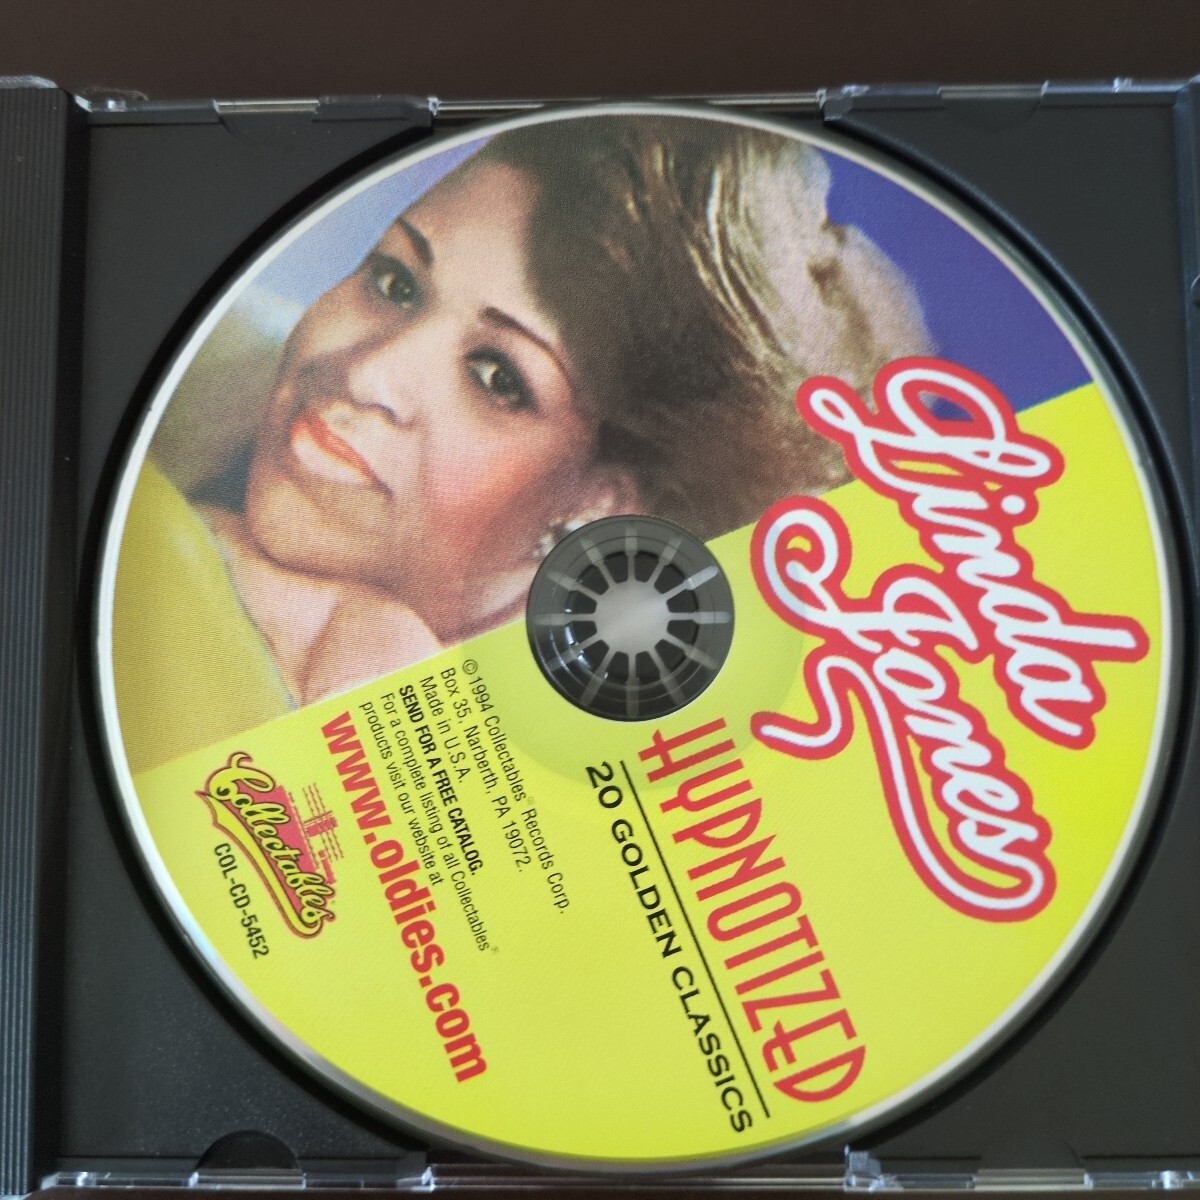 Linda
Jones
HYPNOTIZED
20 GOLDEN CLASSICS
©1994 Collectables® Records Corp.
Box 35, Narberth, PA 19072.
Made in U.S.A.
SEND FOR A FREE CATALOG.
For a complete listing of all Collectables®
products visit our website at
www.oldies.com
Collectables
COL-CD-5452